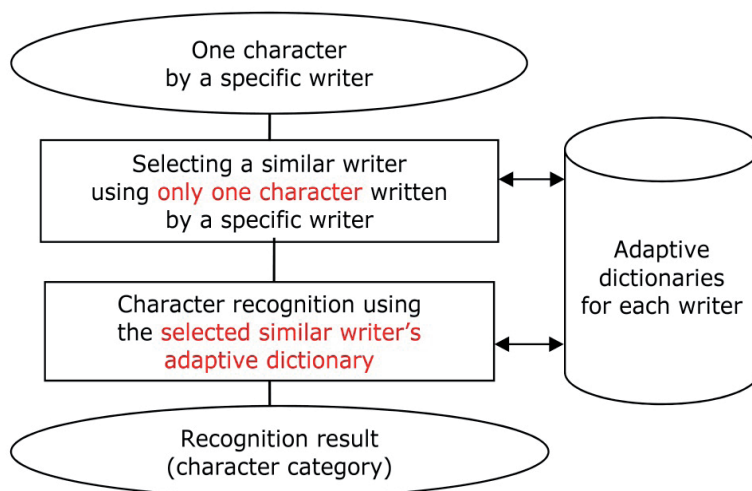 One character
by a specific writer
Selecting a similar writer
using only one character written
by a specific writer
Character recognition using
the selected similar writer's
adaptive dictionary
Recognition result
(character category)
Adaptive
dictionaries
for each writer